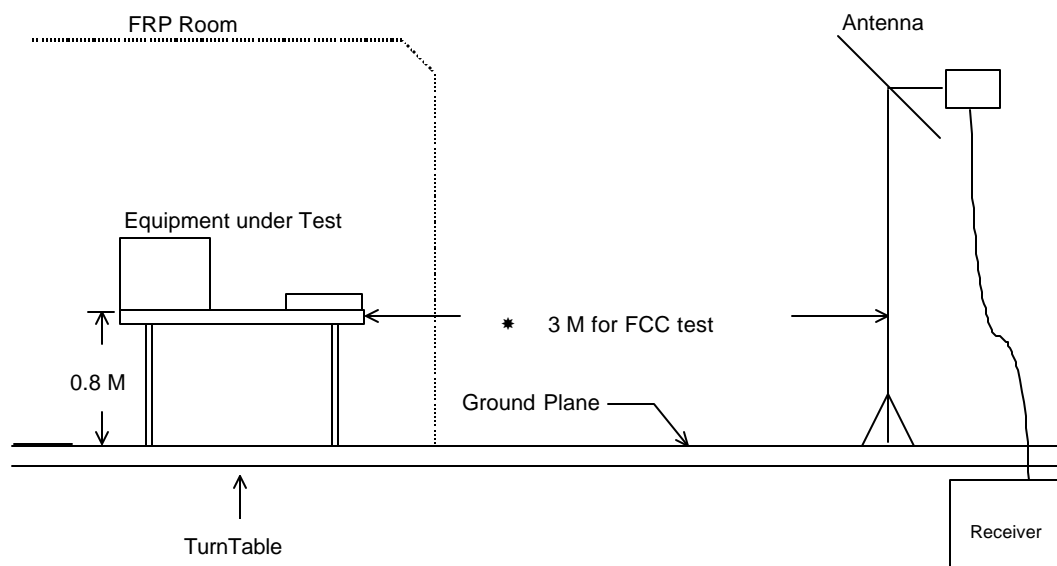 FRP Room
Antenna
Equipment under Test
✷ 3 M for FCC test
0.8 M
Ground Plane
Receiver
TurnTable